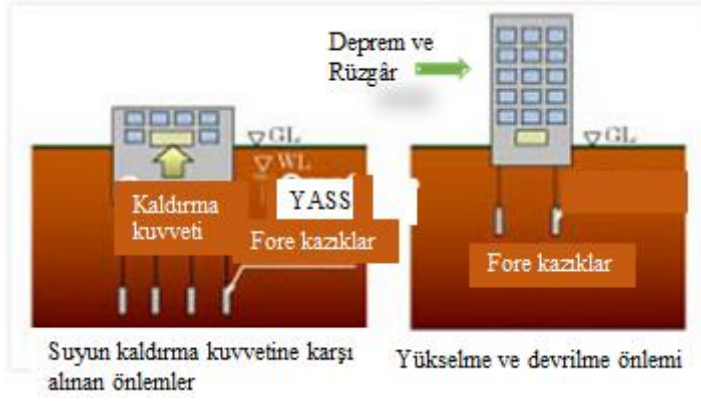 Deprem ve
Rüzgâr
GL
WL
YASS
Kaldırma
kuvveti
Fore kazıklar
Suyun kaldırma kuvvetine karşı
alınan önlemler
GL
Fore kazıklar
Yükselme ve devrilme önlemi